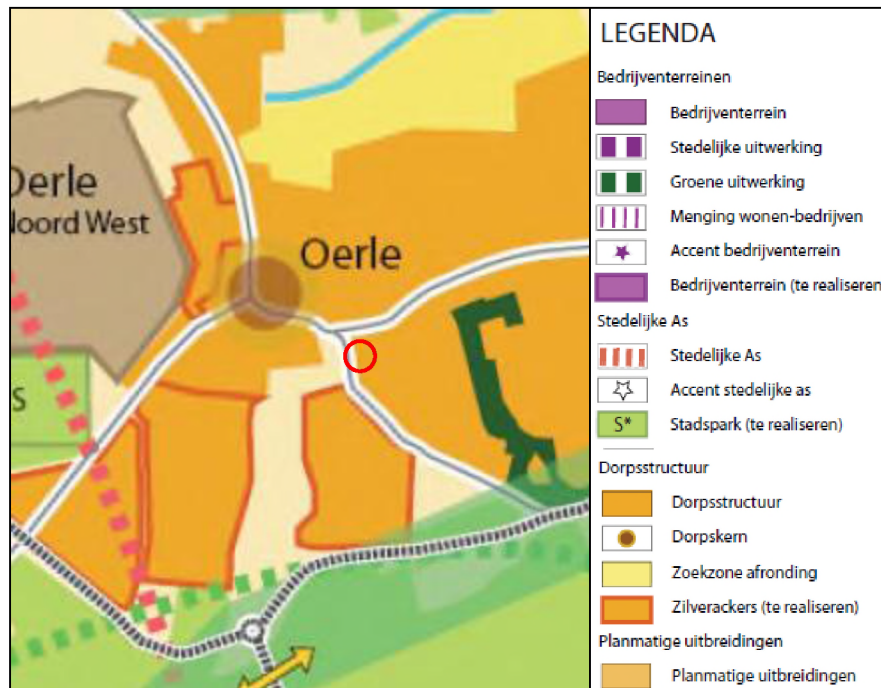 Oerle
Noord West
Oerle
S
LEGENDA
Bedrijventerreinen
Bedrijventerrein
Stedelijke uitwerking
Groene uitwerking
Menging wonen-bedrijven
Accent bedrijventerrein
Bedrijventerrein (te realiseren
Stedelijke As
Stedelijke As
Accent stedelijke as
S* Stadspark (te realiseren)
Dorpsstructuur
Dorpsstructuur
Dorpskern
Zoekzone afronding
Zilverackers (te realiseren)
Planmatige uitbreidingen
Planmatige uitbreidingen